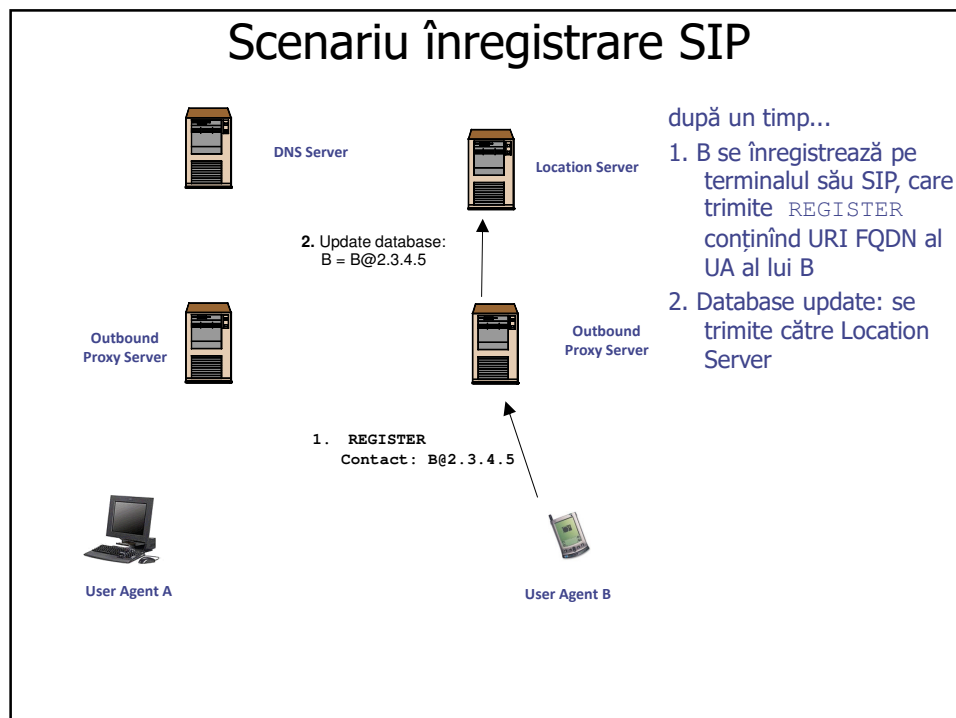 Scenariu înregistrare SIP
DNS Server
Location Server
2. Update database:
B = B@2.3.4.5
Outbound
Proxy Server
Outbound
Proxy Server
1. REGISTER
Contact: B@2.3.4.5
User Agent A
User Agent B
după un timp...
1. B se înregistrează pe
terminalul său SIP, care
trimite REGISTER
conținînd URI FQDN al
UA al lui B
2. Database update: se
trimite către Location
Server